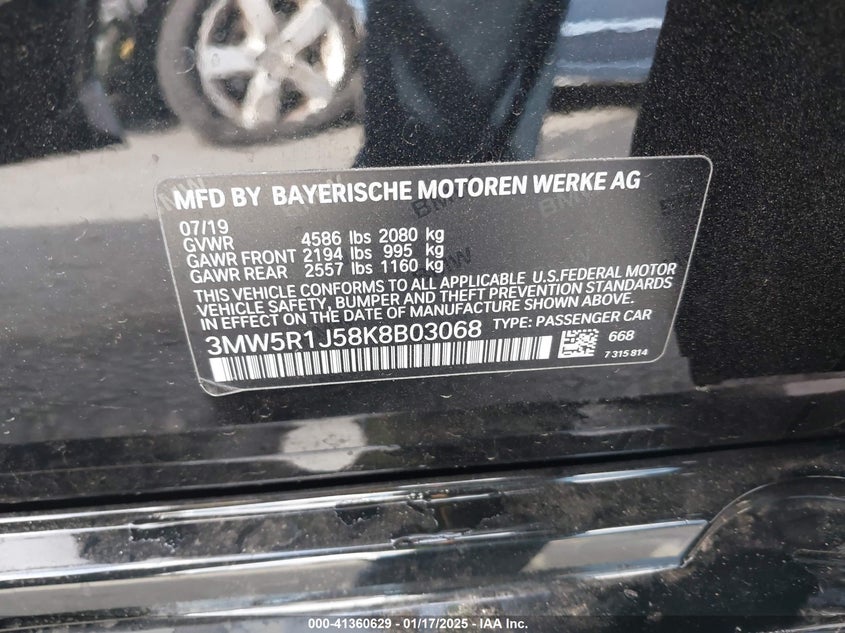 MFD BY BAYERISCHE MOTOREN WERKE AG
07/19
GVWR 4586 lbs 2080 kg
GAWR FRONT 2194 lbs 995 kg
GAWR REAR 2557 lbs 1160 kg
THIS VEHICLE CONFORMS TO ALL APPLICABLE U.S.FEDERAL MOTOR
VEHICLE SAFETY, BUMPER AND THEFT PREVENTION STANDARDS
IN EFFECT ON THE DATE OF MANUFACTURE SHOWN ABOVE.
3MW5R1J58K8B03068 TYPE: PASSENGER CAR
668
7 315 814
000-41360629 - 01/17/2025 - IAA Inc.